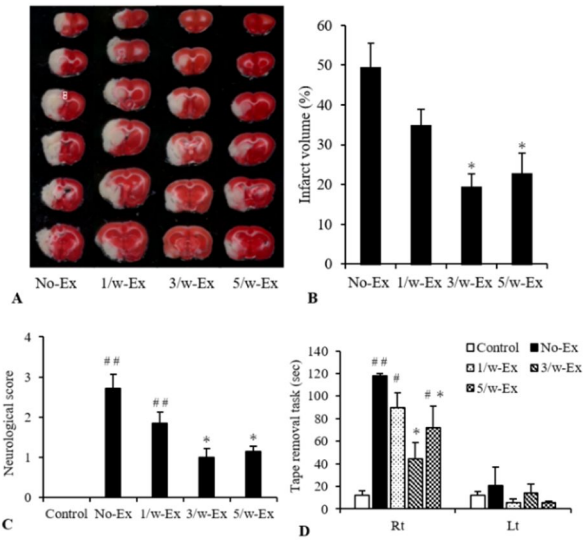 No-Ex 1/w-Ex 3/w-Ex 5/w-Ex
A
Infarct volume (%)
60
50
40
30
20
10
0
* *
No-Ex 1/w-Ex 3/w-Ex 5/w-Ex
B
Neurological score
4
3
2
1
0
# #
# #
* *
Control No-Ex 1/w-Ex 3/w-Ex 5/w-Ex
C
Tape removal task (sec)
140
120
100
80
60
40
20
0
Control No-Ex
1/w-Ex 3/w-Ex
5/w-Ex
# #
#
*
# *
Rt Lt
D